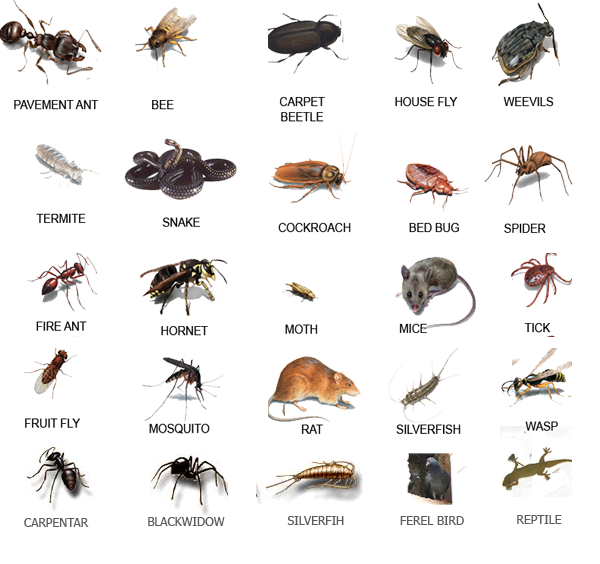 PAVEMENT ANT
BEE
CARPET
BEETLE
HOUSE FLY
WEEVILS
TERMITE
SNAKE
COCKROACH
BED BUG
SPIDER
FIRE ANT
HORNET
MOTH
MICE
TICK
FRUIT FLY
MOSQUITO
RAT
SILVERFISH
WASP
CARPENTAR
BLACKWIDOW
SILVERFIH
FEREL BIRD
REPTILE